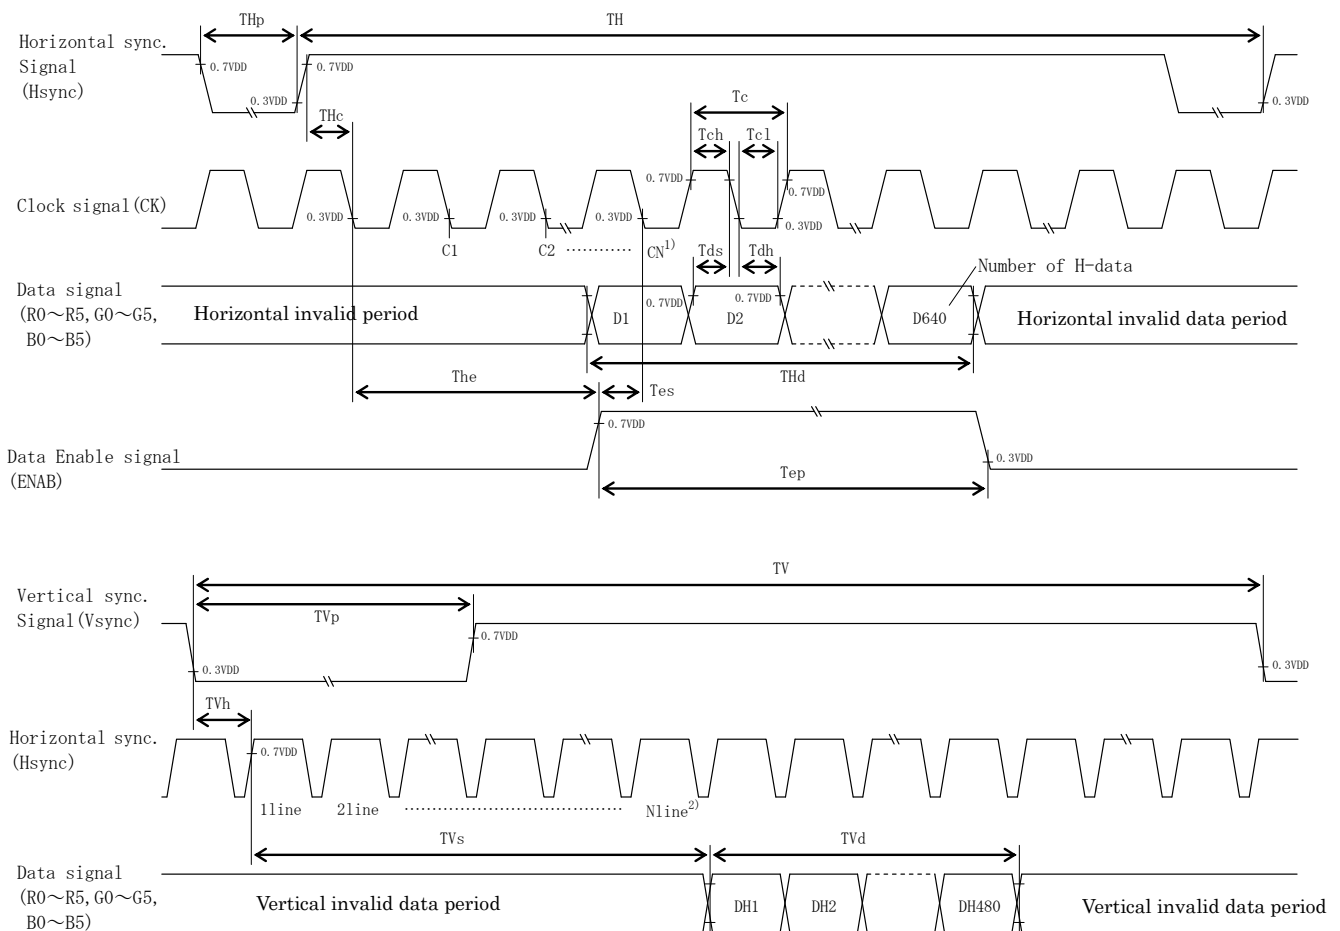 THp
TH
Horizontal sync.
Signal
(Hsync)
0.7VDD
0.7VDD
0.3VDD
0.3VDD
THc
Tc
Tch
Tcl
Clock signal(CK)
0.7VDD
0.7VDD
0.3VDD
0.3VDD
0.3VDD
0.3VDD
0.3VDD
C1
C2 ············
CN1)
Tds
Tdh
Number of H-data
Data signal
(R0～R5,G0～G5,
B0～B5)
Horizontal invalid period
0.7VDD
0.7VDD
D1
D2
D640
Horizontal invalid data period
THd
The
Tes
Data Enable signal
(ENAB)
0.7VDD
0.3VDD
Tep
TV
Vertical sync.
Signal(Vsync)
TVp
0.7VDD
0.3VDD
0.3VDD
TVh
Horizontal sync.
(Hsync)
0.7VDD
1line
2line
········································
Nline2)
TVs
TVd
Data signal
(R0～R5,G0～G5,
B0～B5)
Vertical invalid data period
DH1
DH2
DH480
Vertical invalid data period